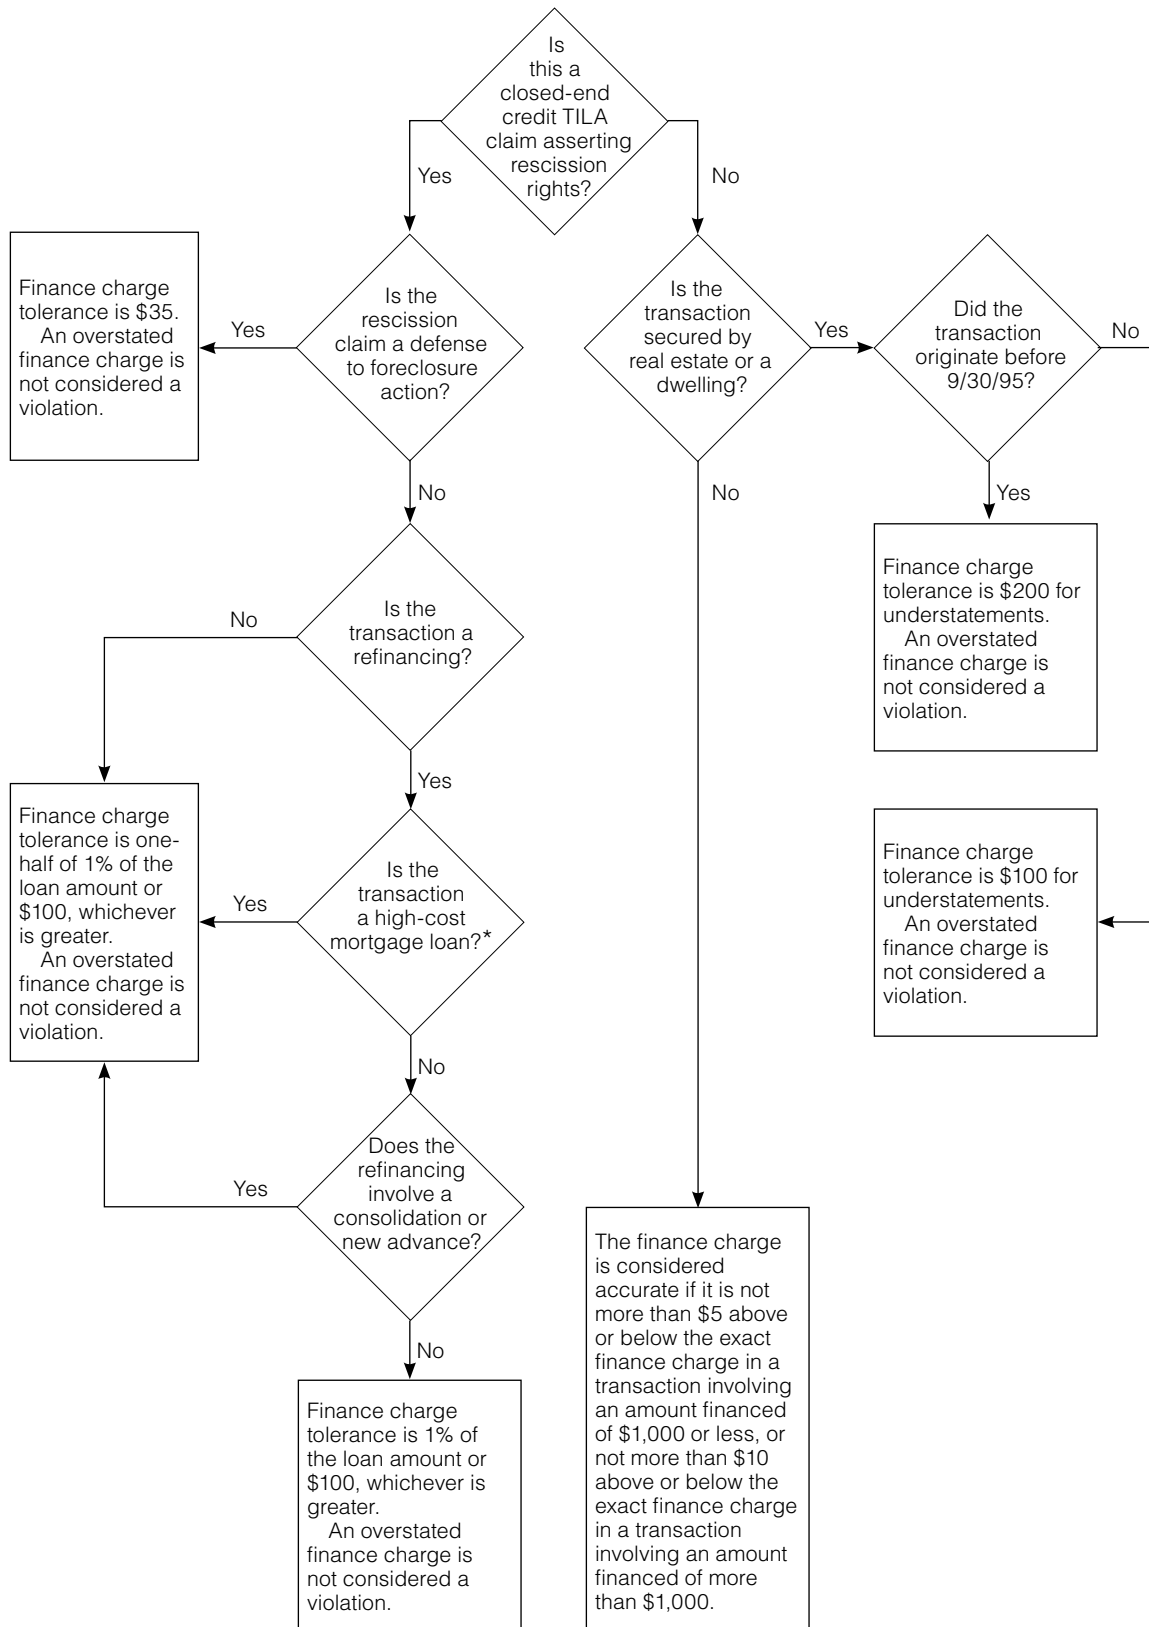 Is
this a
closed-end
credit TILA
claim asserting
rescission
rights?
Yes
No
Finance charge
tolerance is $35.
An overstated
finance charge is
not considered a
violation.
Yes
Is the
rescission
claim a defense
to foreclosure
action?
Is the
transaction
secured by
real estate or a
dwelling?
Yes
Did the
transaction
originate before
9/30/95?
No
No
No
Yes
Finance charge
tolerance is $200 for
understatements.
An overstated
finance charge is
not considered a
violation.
No
Is the
transaction a
refinancing?
Yes
Finance charge
tolerance is one-
half of 1% of the
loan amount or
$100, whichever
is greater.
An overstated
finance charge is
not considered a
violation.
Yes
Is the
transaction
a high-cost
mortgage loan?*
Finance charge
tolerance is $100 for
understatements.
An overstated
finance charge is
not considered a
violation.
No
Yes
Does the
refinancing
involve a
consolidation or
new advance?
No
Finance charge
tolerance is 1% of
the loan amount or
$100, whichever is
greater.
An overstated
finance charge is
not considered a
violation.
The finance charge
is considered
accurate if it is not
more than $5 above
or below the exact
finance charge in a
transaction involving
an amount financed
of $1,000 or less, or
not more than $10
above or below the
exact finance charge
in a transaction
involving an amount
financed of more
than $1,000.